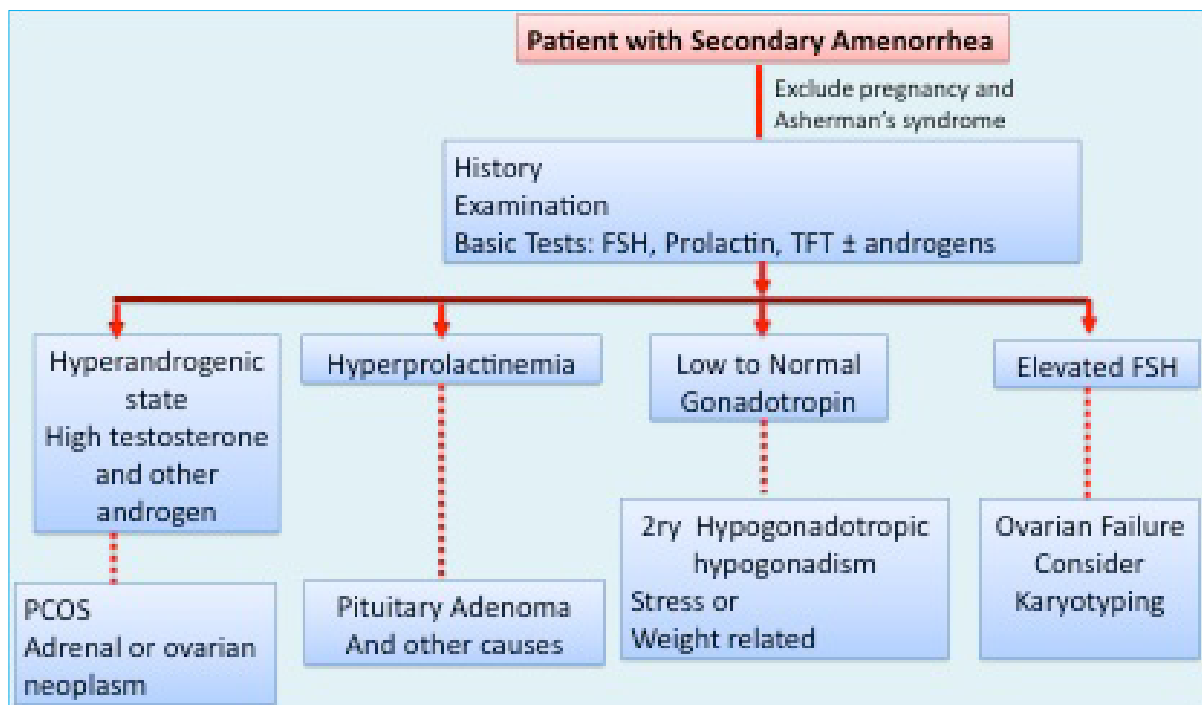 Patient with Secondary Amenorrhea
Exclude pregnancy and
Asherman's syndrome
History
Examination
Basic Tests: FSH, Prolactin, TFT ± androgens
Hyperandrogenic
state
High testosterone
and other
androgen
Hyperprolactinemia
Low to Normal
Gonadotropin
Elevated FSH
PCOS
Adrenal or ovarian
neoplasm
Pituitary Adenoma
And other causes
2ry Hypogonadotropic
hypogonadism
Stress or
Weight related
Ovarian Failure
Consider
Karyotyping